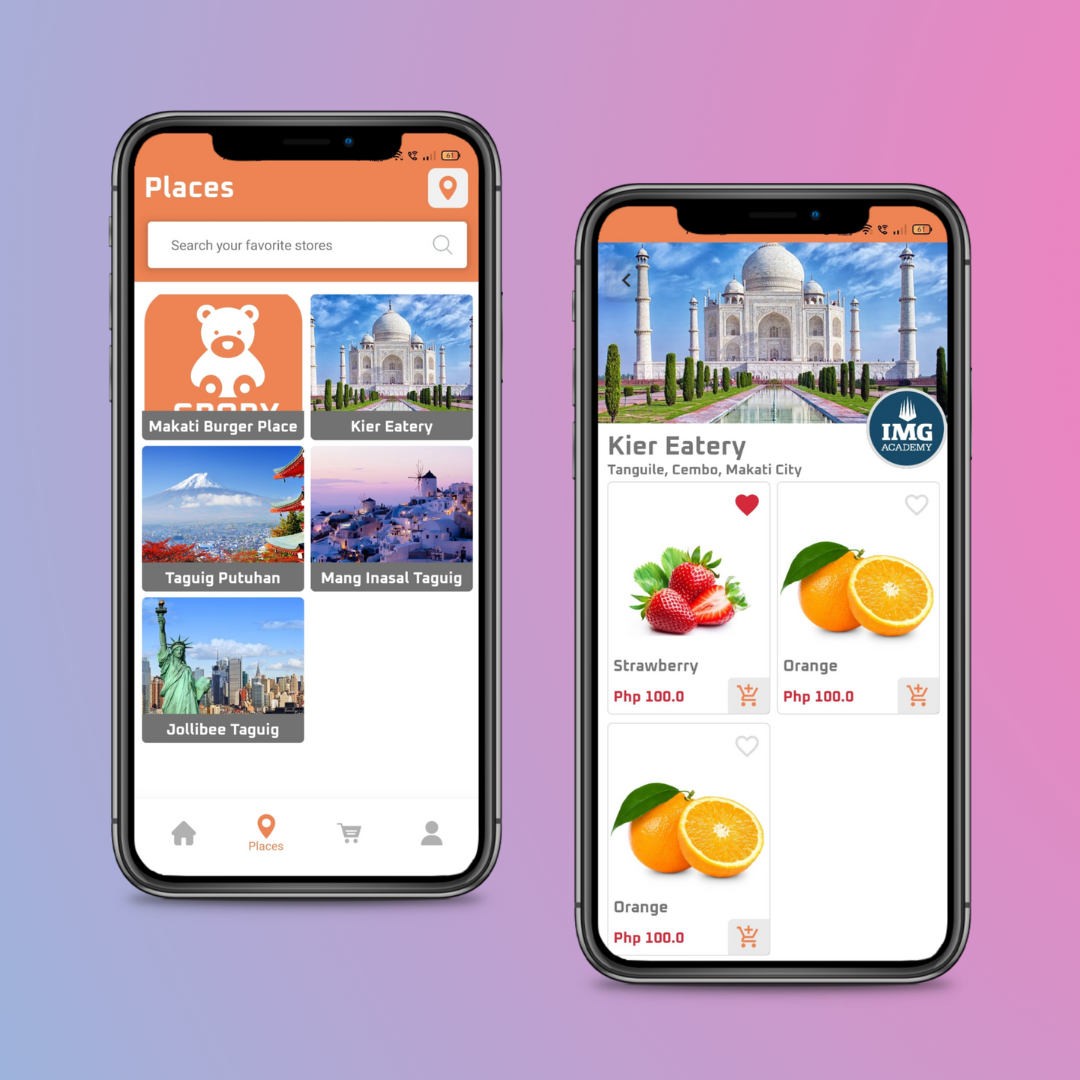 61
Places
Search your favorite stores
Makati Burger Place
Kier Eatery
Taguig Putuhan
Mang Inasal Taguig
Jollibee Taguig
Places
61
IMG
ACADEMY
Kier Eatery
Tanguile, Cembo, Makati City
Strawberry
Php 100.0
Orange
Php 100.0
Orange
Php 100.0